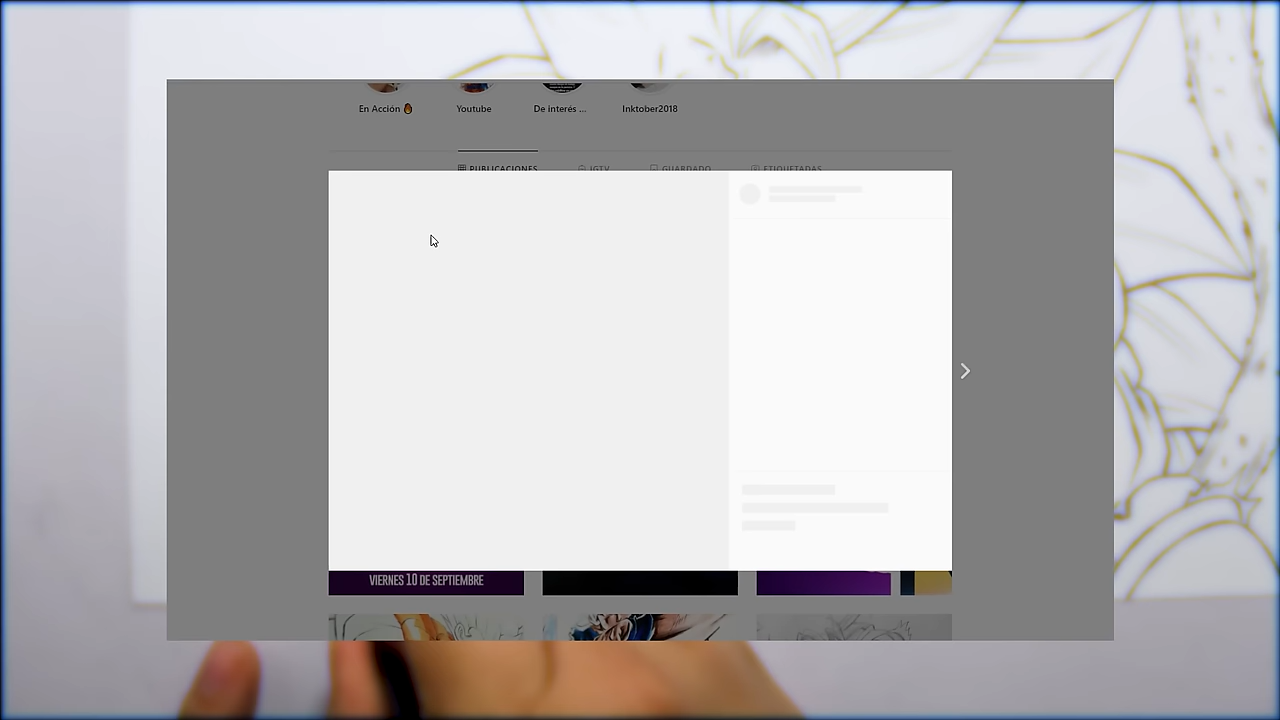 En Acción
Youtube
De interés ...
Inktober2018
PUBLICACIONES
IGTV
GUARDADO
ETIQUETADAS
VIERNES 10 DE SEPTIEMBRE